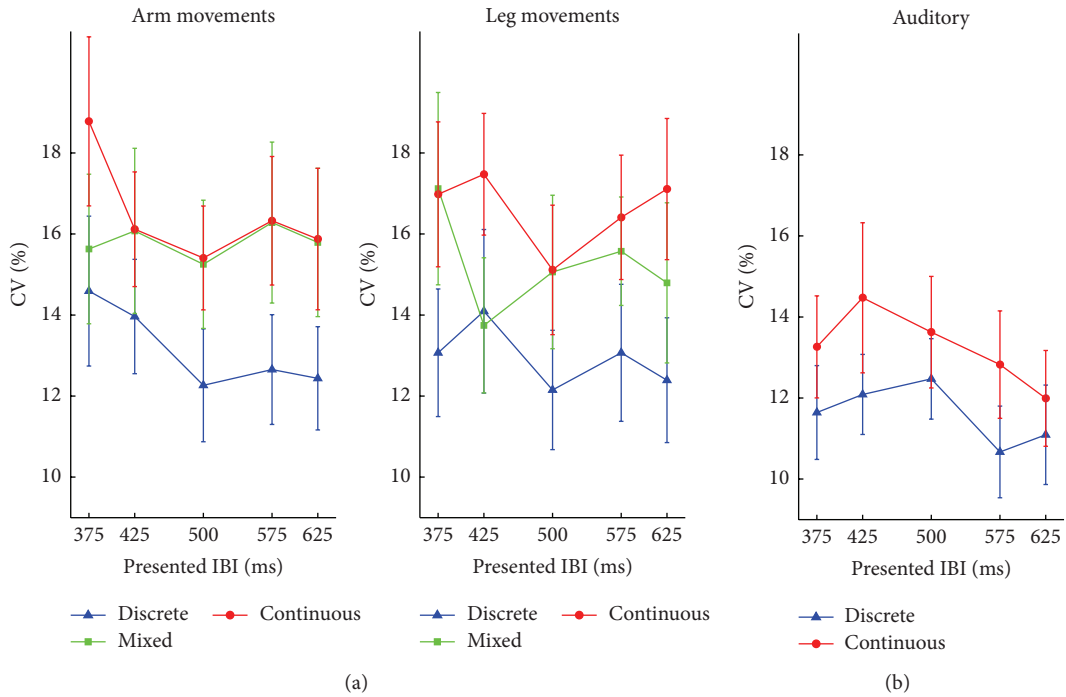 Arm movements
CV (%)
18
16
14
12
10
375 425 500 575 625
Presented IBI (ms)
Discrete Continuous
Mixed
Leg movements
CV (%)
18
16
14
12
10
375 425 500 575 625
Presented IBI (ms)
Discrete Continuous
Mixed
(a)
Auditory
CV (%)
18
16
14
12
10
375 425 500 575 625
Presented IBI (ms)
Discrete
Continuous
(b)